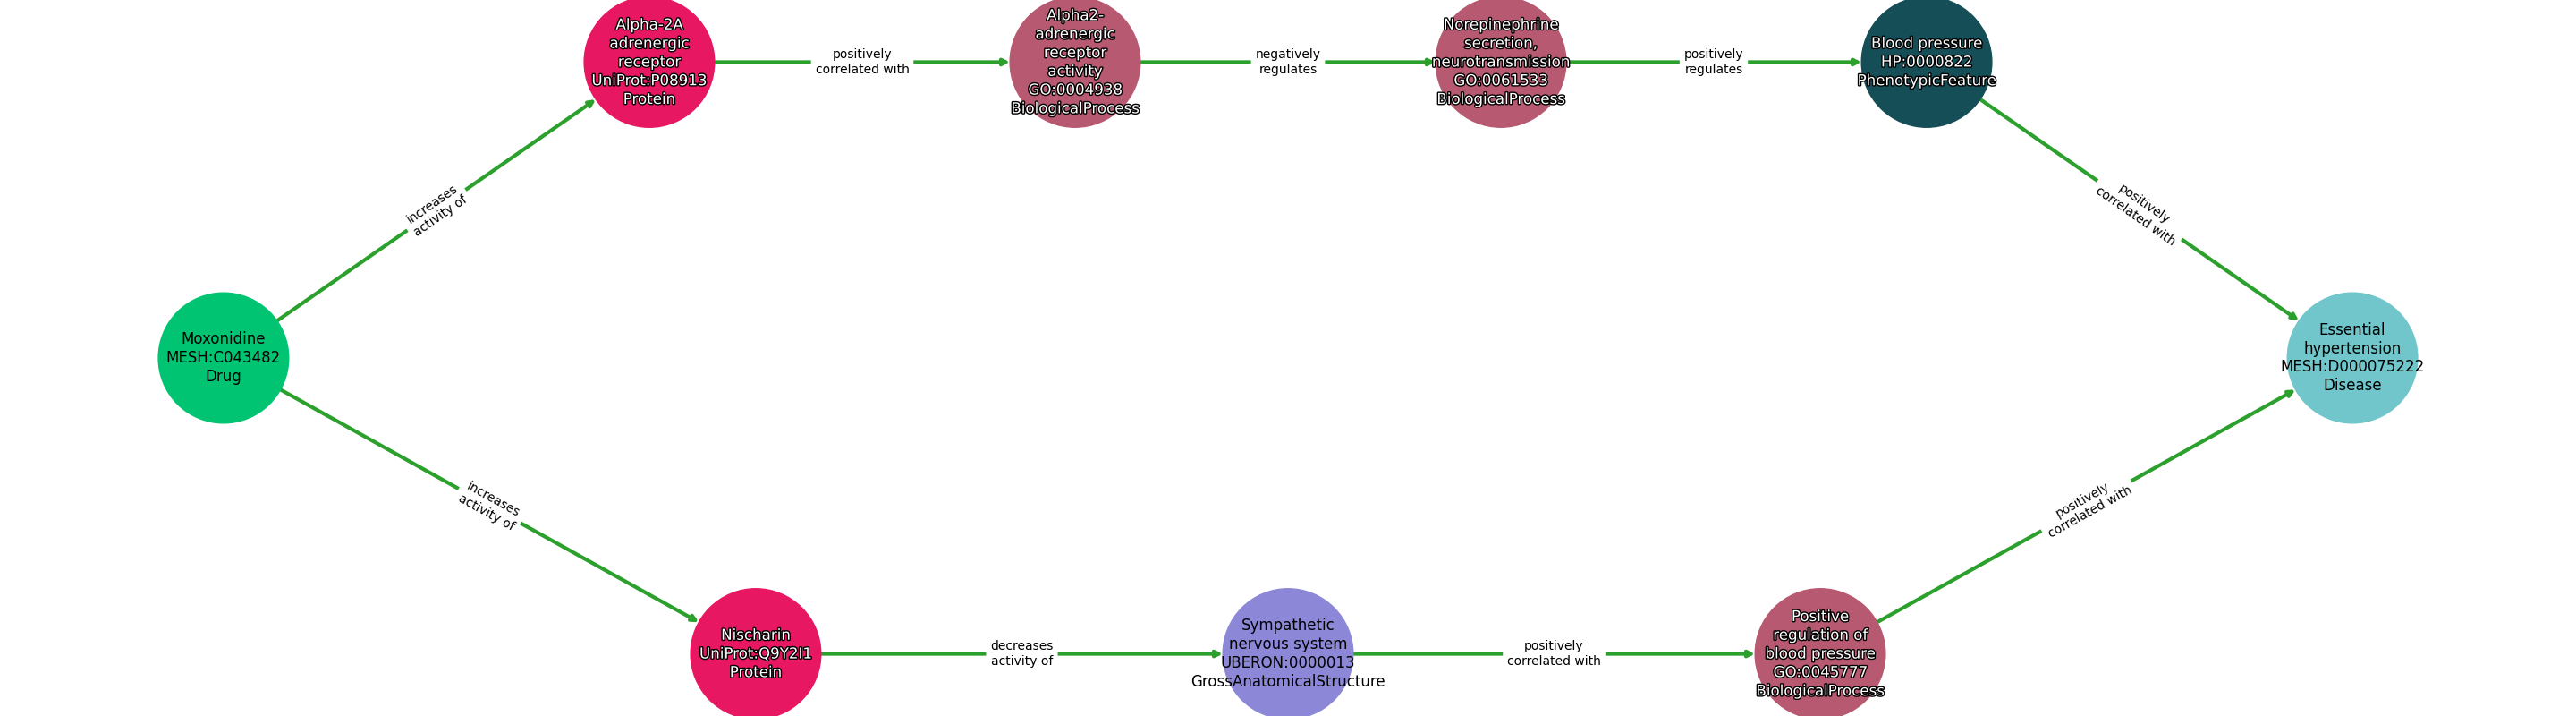 Alpha-2A
adrenergic
receptor
UniProt:P08913
Protein
positively
correlated with
Alpha2-
adrenergic
receptor
activity
GO:0004938
BiologicalProcess
negatively
regulates
Norepinephrine
secretion,
neurotransmission
GO:0061533
BiologicalProcess
positively
regulates
Blood pressure
HP:0000822
PhenotypicFeature
increases
activity of
positively
correlated with
Moxonidine
MESH:C043482
Drug
Essential
hypertension
MESH:D000075222
Disease
increases
activity of
positively
correlated with
Nischarin
UniProt:Q9Y2I1
Protein
decreases
activity of
Sympathetic
nervous system
UBERON:0000013
GrossAnatomicalStructure
positively
correlated with
Positive
regulation of
blood pressure
GO:0045777
BiologicalProcess